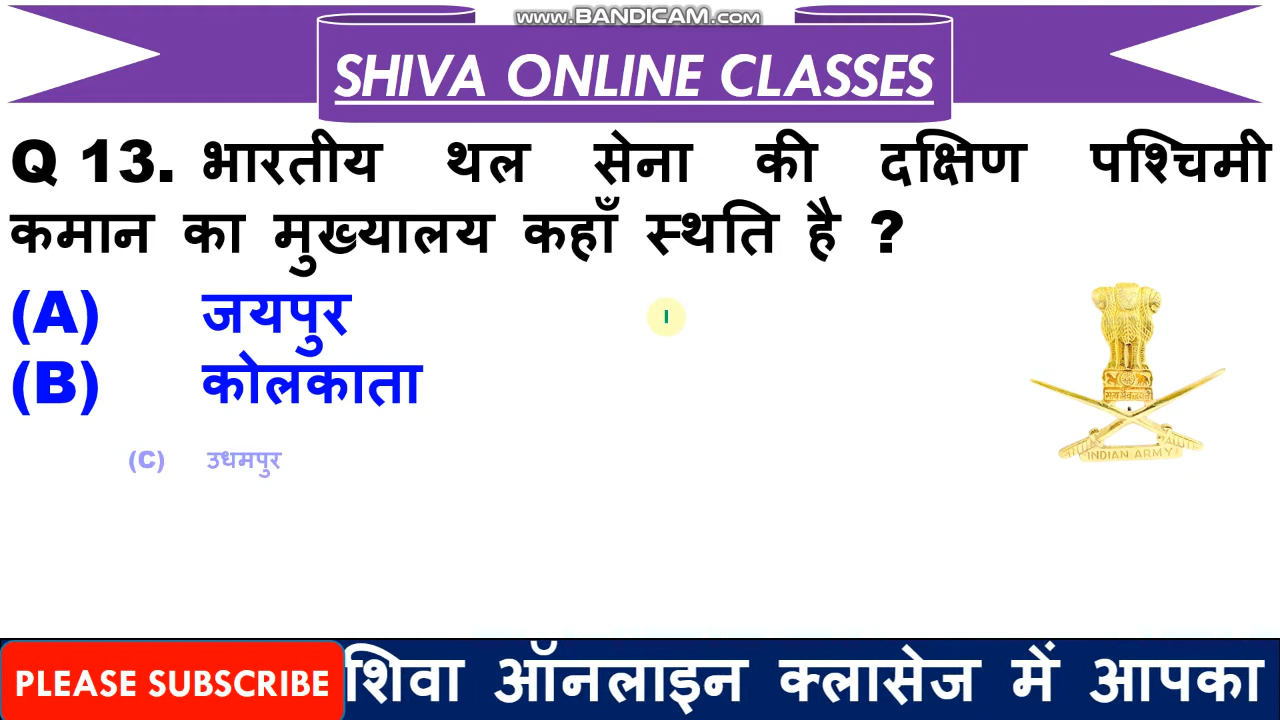 www.BANDICAM.com
SHIVA ONLINE CLASSES
Q 13. भारतीय थल सेना की दक्षिण पश्चिमी
कमान का मुख्यालय कहाँ स्थति है ?
(A) जयपुर
(B) कोलकाता
(C) उधमपुर
INDIAN ARMY
PLEASE SUBSCRIBE
शिवा ऑनलाइन क्लासेज में आपका